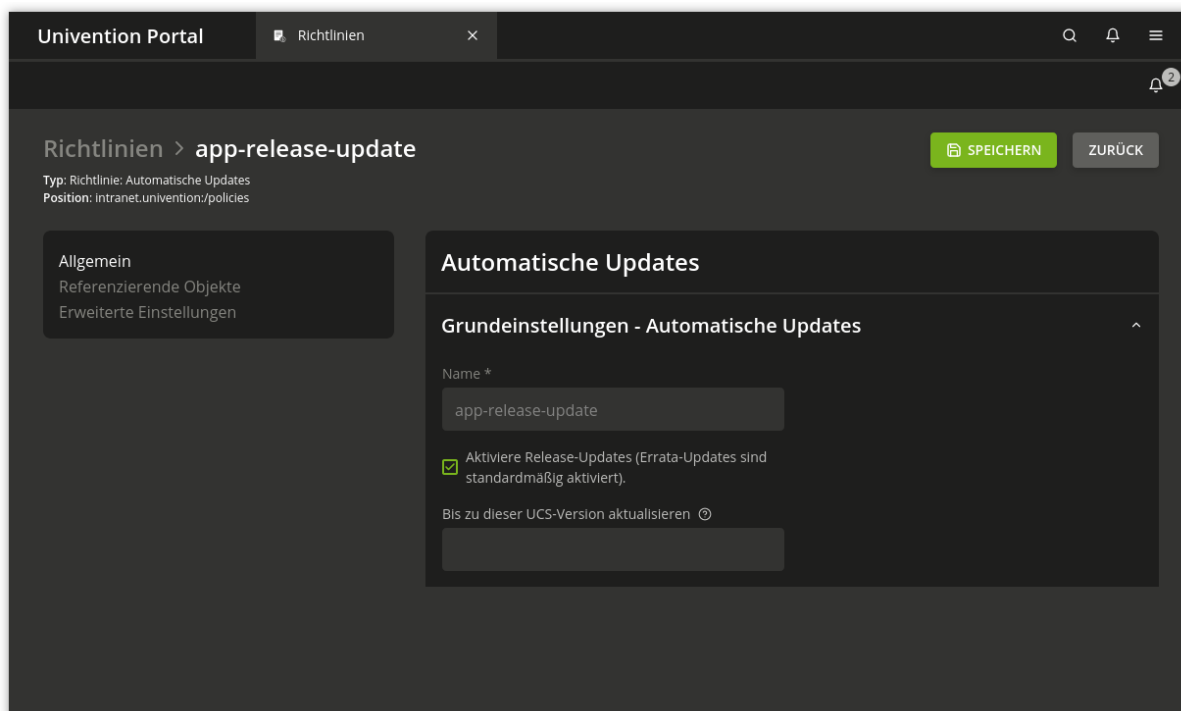 Univention Portal
Richtlinien
2
Richtlinien > app-release-update
SPEICHERN
ZURÜCK
Typ: Richtlinie: Automatische Updates
Position: intranet.univention:/policies
Allgemein
Referenzierende Objekte
Erweiterte Einstellungen
Automatische Updates
Grundeinstellungen - Automatische Updates
Name *
app-release-update
Aktiviere Release-Updates (Errata-Updates sind
standardmäßig aktiviert).
Bis zu dieser UCS-Version aktualisieren